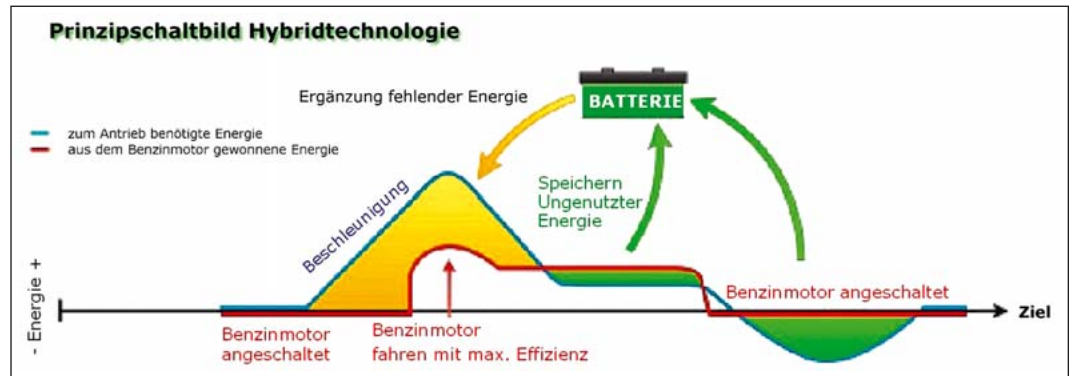 Prinzipschaltbild Hybridtechnologie
Ergänzung fehlender Energie
BATTERIE
zum Antrieb benötigte Energie
aus dem Benzinmotor gewonnene Energie
Speichern
Ungenutzter
Energie
Beschleunigung
- Energie +
Benzinmotor angeschaltet
Ziel
Benzinmotor
angeschaltet
Benzinmotor
fahren mit max. Effizienz